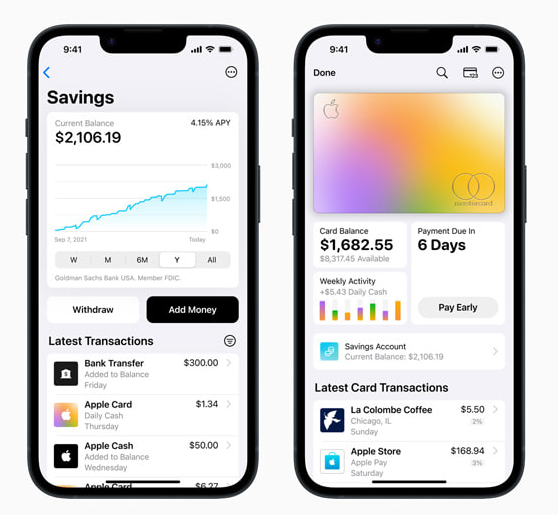 9:41
Savings
Current Balance
4.15% APY
$2,106.19
$3,000
$1,500
$0
Sep 7, 2021
Today
W M 6M Y All
Goldman Sachs Bank USA. Member FDIC.
Withdraw
Add Money
Latest Transactions
Bank Transfer
$300.00
Added to Balance
Friday
Apple Card
$1.34
Daily Cash
Thursday
Apple Cash
$50.00
Added to Balance
Wednesday
Apple Card
$6.27
9:41
Done
mastercard
Card Balance
$1,682.55
$8,317.45 Available
Payment Due In
6 Days
Weekly Activity
+$5.43 Daily Cash
Pay Early
Savings Account
Current Balance: $2,106.19
Latest Card Transactions
La Colombe Coffee
$5.50
Chicago, IL
2%
Sunday
Apple Store
$168.94
Apple Pay
3%
Saturday